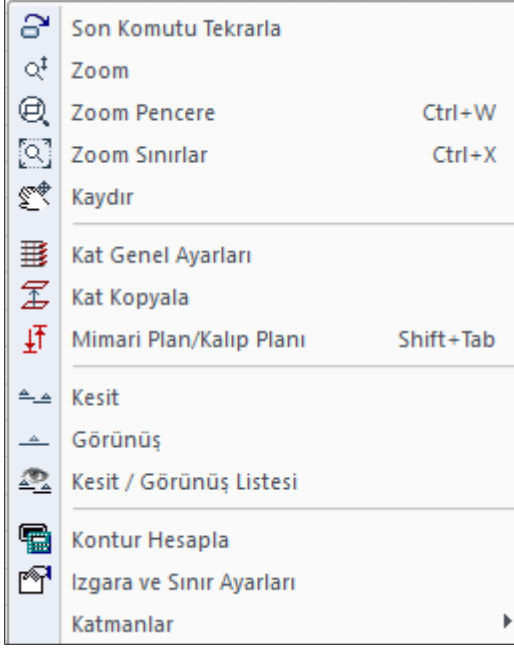 Son Komutu Tekrarla
Zoom
Zoom Pencere Ctrl+W
Zoom Sınırlar Ctrl+X
Kaydır
Kat Genel Ayarları
Kat Kopyala
Mimari Plan/Kalıp Planı Shift+Tab
Kesit
Görünüş
Kesit / Görünüş Listesi
Kontur Hesapla
Izgara ve Sınır Ayarları
Katmanlar